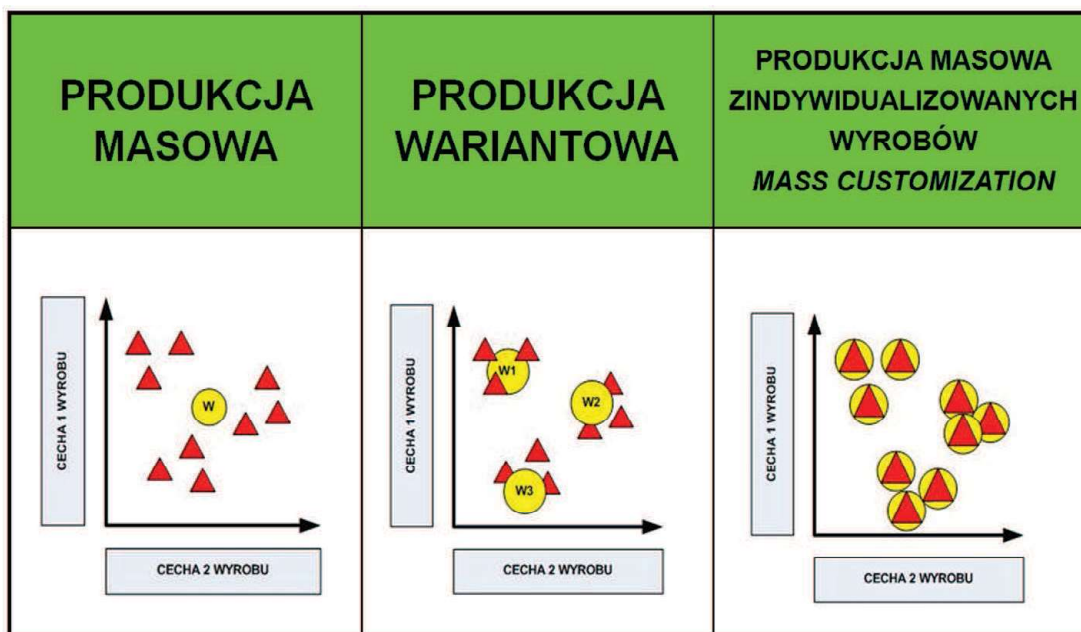 PRODUKCJA
MASOWA
PRODUKCJA
WARIANTOWA
PRODUKCJA MASOWA
ZINDYWIDUALIZOWANYCH
WYROBÓW
MASS CUSTOMIZATION
CECHA 1 WYROBU
W
CECHA 2 WYROBU
CECHA 1 WYROBU
W1
W2
W3
CECHA 2 WYROBU
CECHA 1 WYROBU
CECHA 2 WYROBU